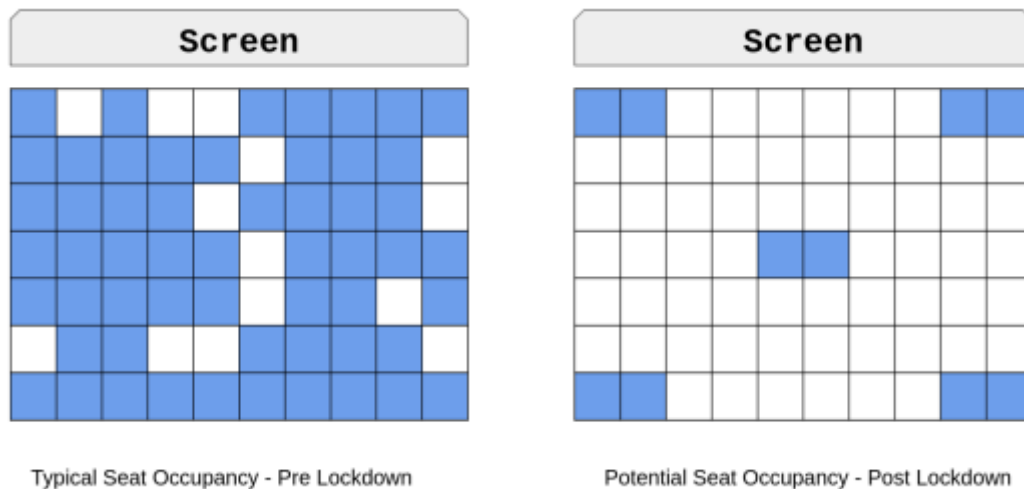 Screen
Screen
Typical Seat Occupancy - Pre Lockdown
Potential Seat Occupancy - Post Lockdown